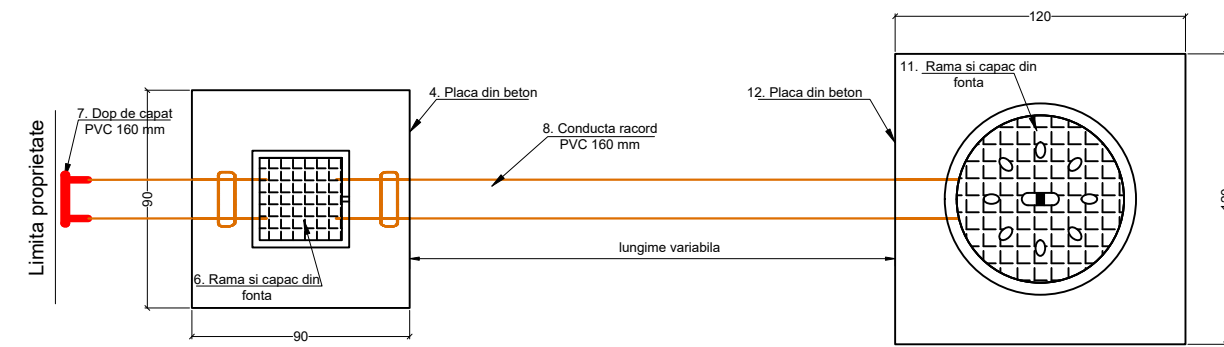 120
11. Rama si capac din
fonta
7. Dop de capat
PVC 160 mm
4. Placa din beton
12. Placa din beton
8. Conducta racord
PVC 160 mm
Limita proprietate
90
lungime variabila
6. Rama si capac din
fonta
90